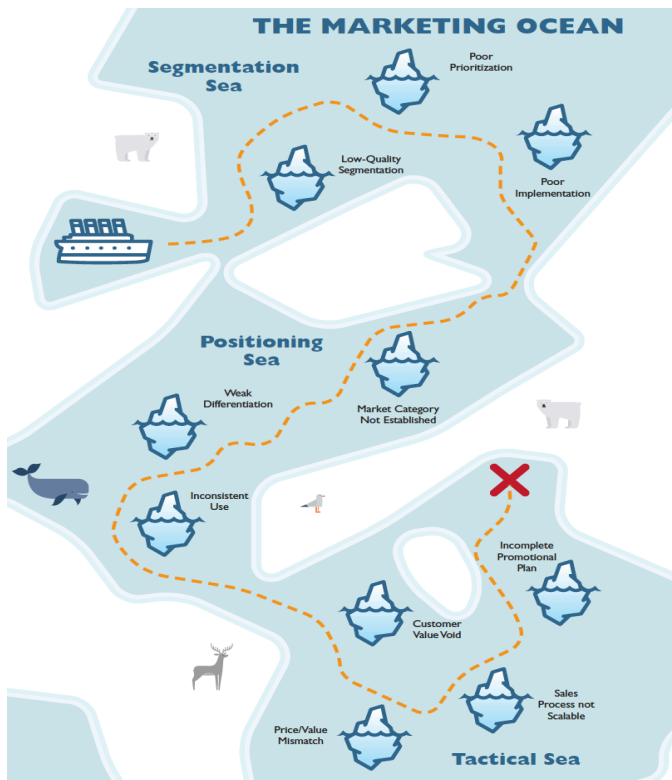 THE MARKETING OCEAN
Segmentation
Sea
Poor
Prioritization
Low-Quality
Segmentation
Poor
Implementation
Positioning
Sea
Market Category
Not Established
Weak
Differentiation
Inconsistent
Use
Customer
Value Void
Price/Value
Mismatch
Sales
Process not
Scalable
Incomplete
Promotional
Plan
Tactical Sea